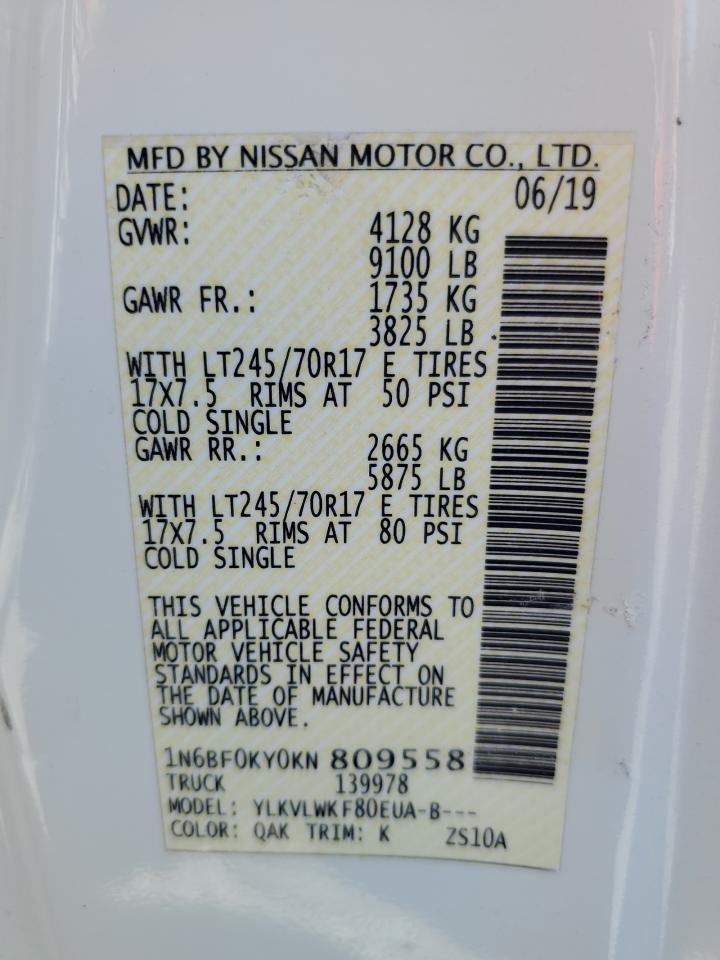 MFD BY NISSAN MOTOR CO., LTD.
DATE: 06/19
GVWR: 4128 KG
9100 LB
GAWR FR.: 1735 KG
3825 LB
WITH LT245/70R17 E TIRES
17X7.5 RIMS AT 50 PSI
COLD SINGLE
GAWR RR.: 2665 KG
5875 LB
WITH LT245/70R17 E TIRES
17X7.5 RIMS AT 80 PSI
COLD SINGLE
THIS VEHICLE CONFORMS TO
ALL APPLICABLE FEDERAL
MOTOR VEHICLE SAFETY
STANDARDS IN EFFECT ON
THE DATE OF MANUFACTURE
SHOWN ABOVE.
1N6BF0KY0KN 809558
TRUCK 139978
MODEL: YLKVLWKF80EUA-B---
COLOR: QAK TRIM: K ZS10A